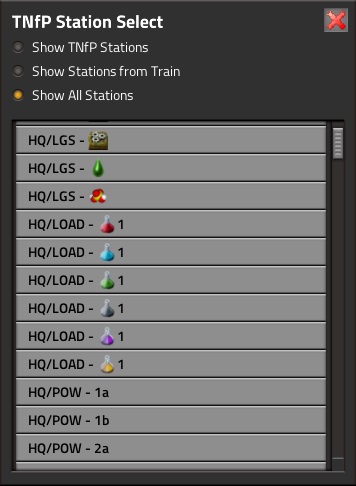 TNfP Station Select
Show TNfP Stations
Show Stations from Train
Show All Stations
HQ/LGS -
HQ/LGS -
HQ/LGS -
HQ/LOAD - 1
HQ/LOAD - 1
HQ/LOAD - 1
HQ/LOAD - 1
HQ/LOAD - 1
HQ/LOAD - 1
HQ/POW - 1a
HQ/POW - 1b
HQ/POW - 2a